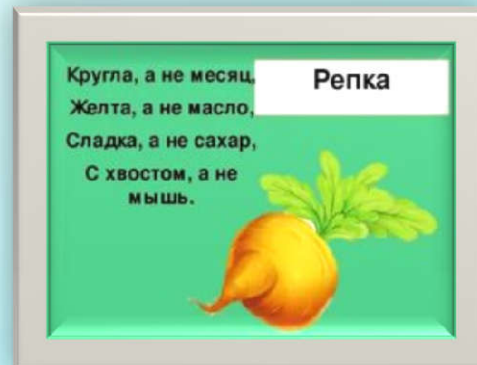 Кругла, а не месяц,
Репка
Желта, а не масло,
Сладка, а не сахар,
С хвостом, а не
мышь.